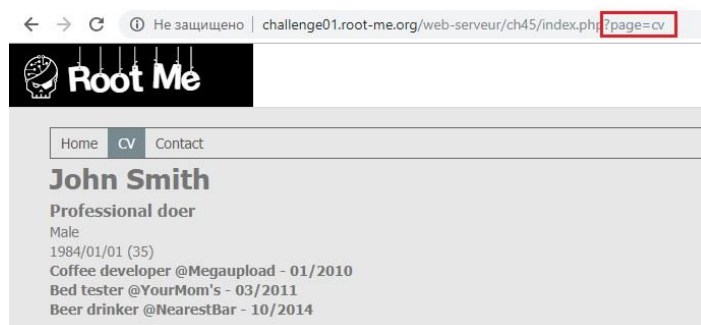 Не защищено | challenge01.root-me.org/web-serveur/ch45/index.php?page=cv
Root Me
Home CV Contact
John Smith
Professional doer
Male
1984/01/01 (35)
Coffee developer @Megaupload - 01/2010
Bed tester @YourMom's - 03/2011
Beer drinker @NearestBar - 10/2014